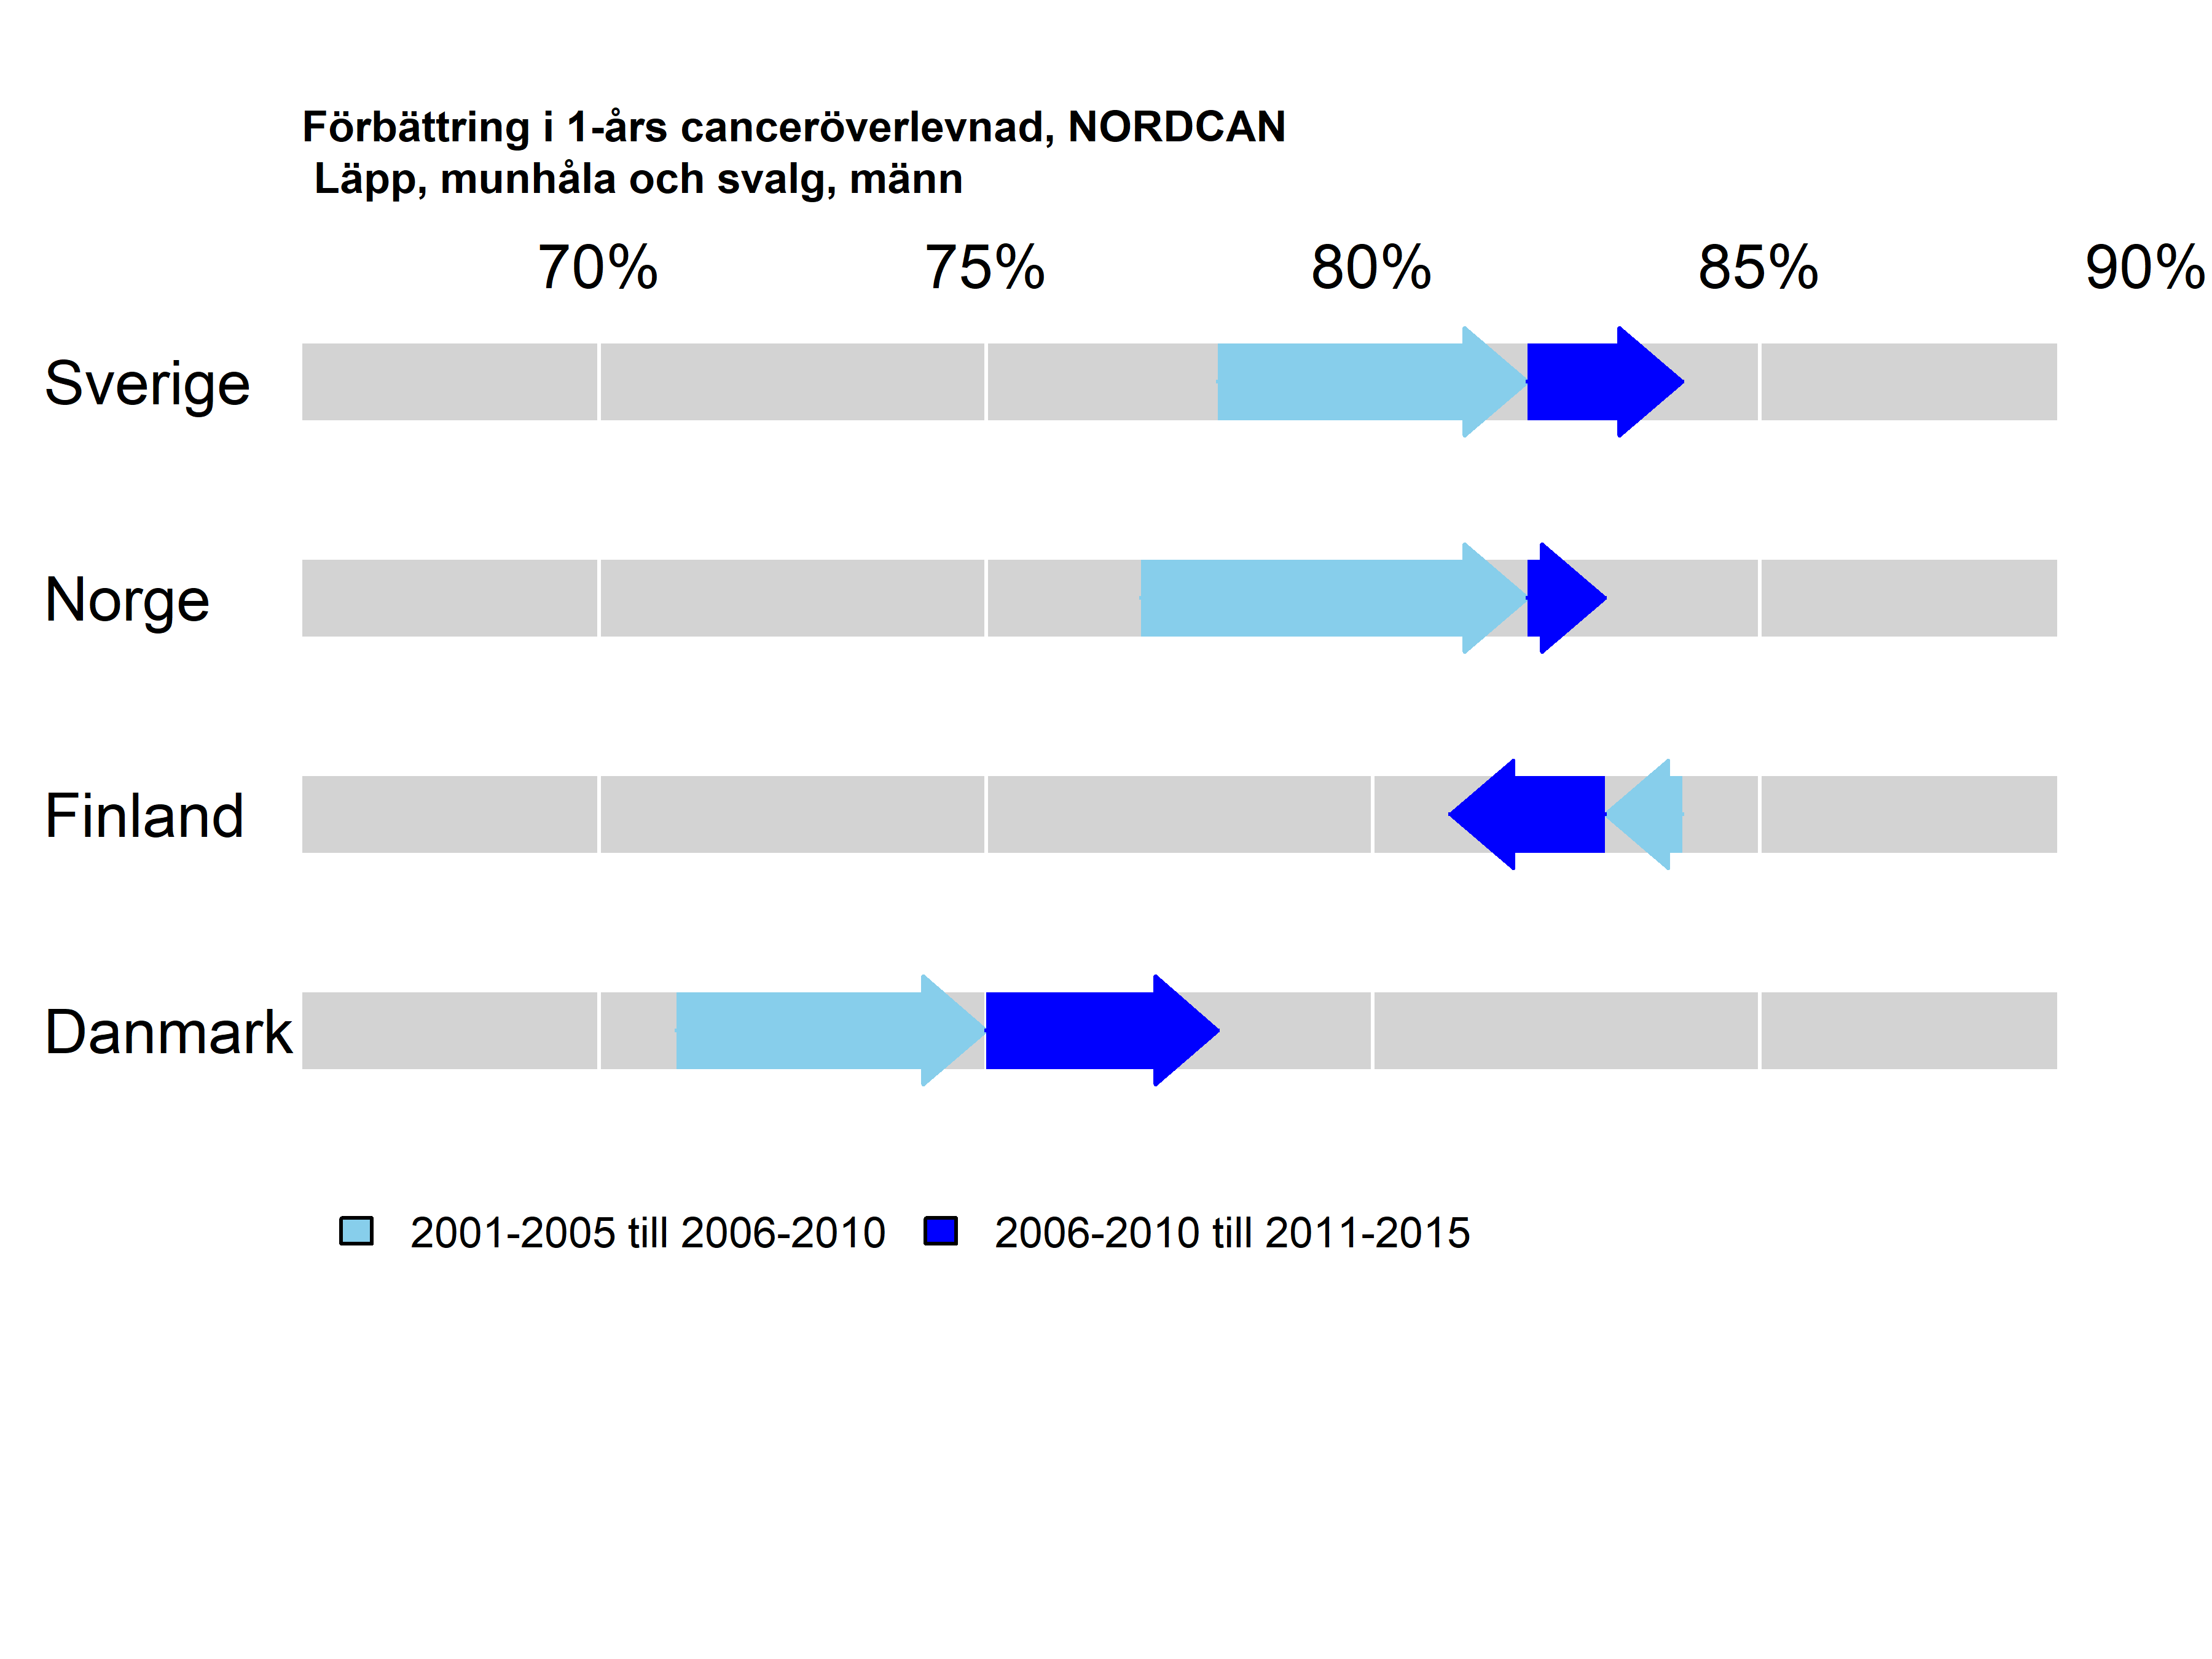 Förbättring i 1-års canceröverlevnad, NORDCAN
Läpp, munhåla och svalg, männ
70% 75% 80% 85% 90%
Sverige
Norge
Finland
Danmark
2001-2005 till 2006-2010 2006-2010 till 2011-2015